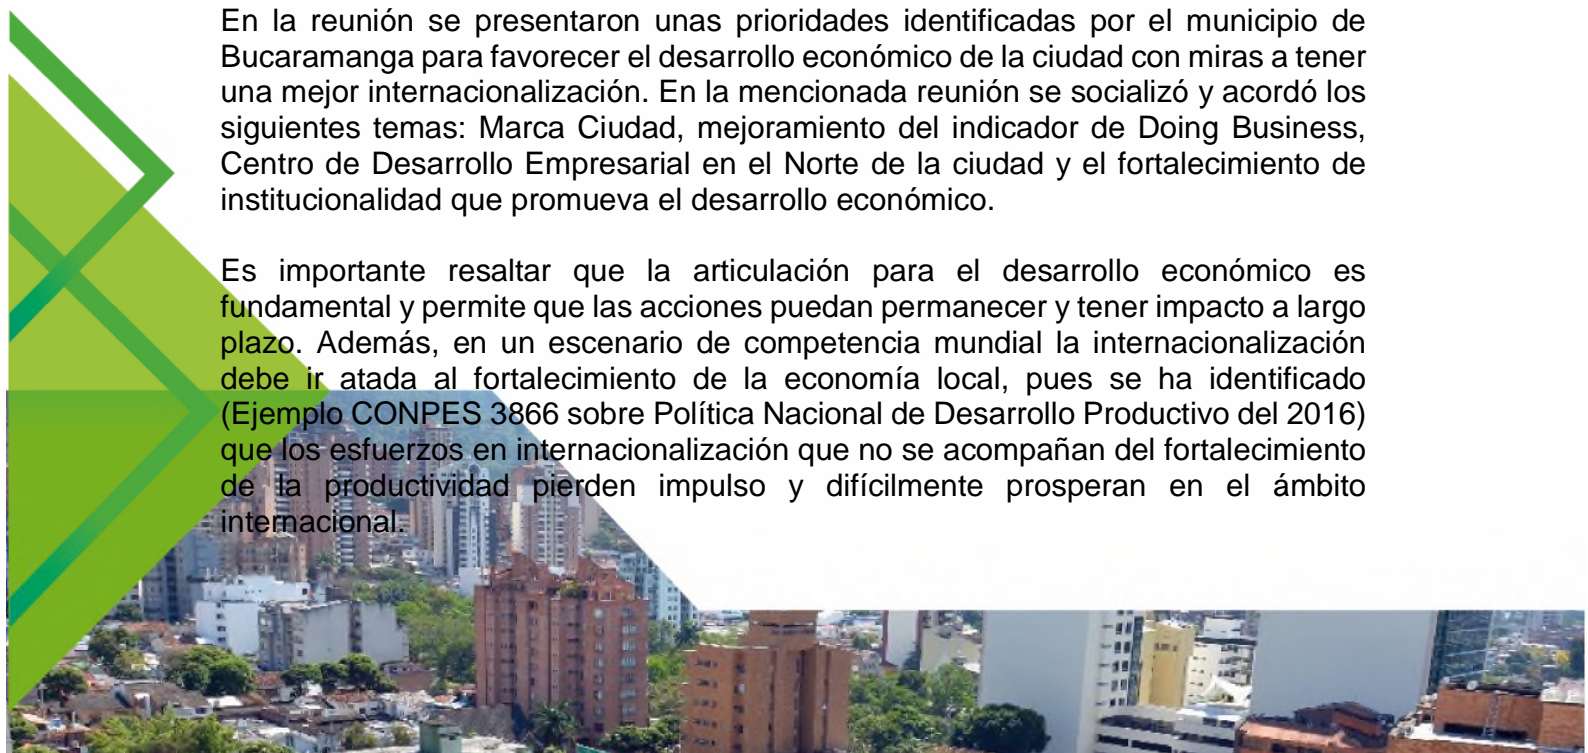 En la reunión se presentaron unas prioridades identificadas por el municipio de
Bucaramanga para favorecer el desarrollo económico de la ciudad con miras a tener
una mejor internacionalización. En la mencionada reunión se socializó y acordó los
siguientes temas: Marca Ciudad, mejoramiento del indicador de Doing Business,
Centro de Desarrollo Empresarial en el Norte de la ciudad y el fortalecimiento de
institucionalidad que promueva el desarrollo económico.
Es importante resaltar que la articulación para el desarrollo económico es
fundamental y permite que las acciones puedan permanecer y tener impacto a largo
plazo. Además, en un escenario de competencia mundial la internacionalización
debe ir atada al fortalecimiento de la economía local, pues se ha identificado
(Ejemplo CONPES 3866 sobre Política Nacional de Desarrollo Productivo del 2016)
que los esfuerzos en internacionalización que no se acompañan del fortalecimiento
de la productividad pierden impulso y difícilmente prosperan en el ámbito
internacional.